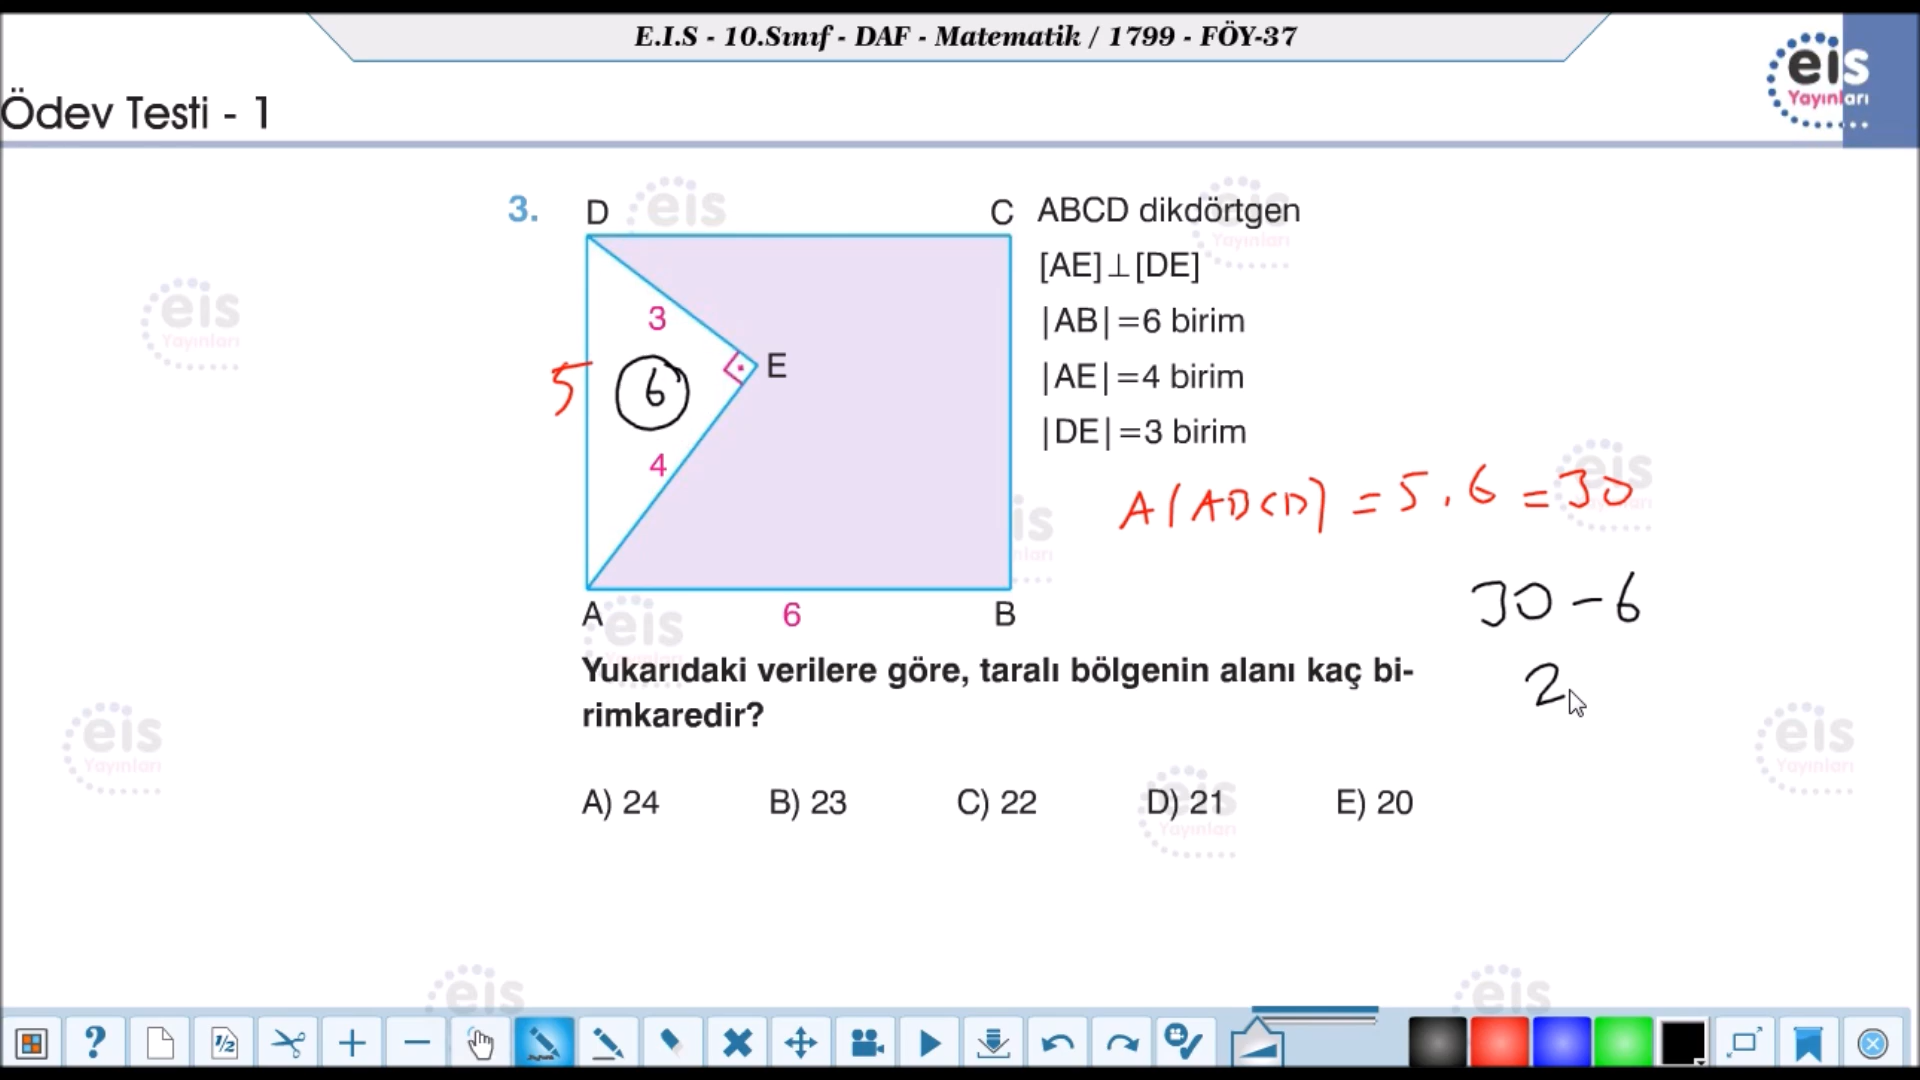 E.I.S - 10.Sınıf - DAF - Matematik / 1799 - FÖY-37
eis
Yayınları
Ödev Testi - 1
3.
D
C
ABCD dikdörtgen
[AE]⊥[DE]
|AB|=6 birim
|AE|=4 birim
|DE|=3 birim
3
E
5
6
4
A(ABCD) = 5.6 = 30
30-6
2
A
6
B
Yukarıdaki verilere göre, taralı bölgenin alanı kaç bi-
rimkaredir?
A) 24 B) 23 C) 22 D) 21 E) 20